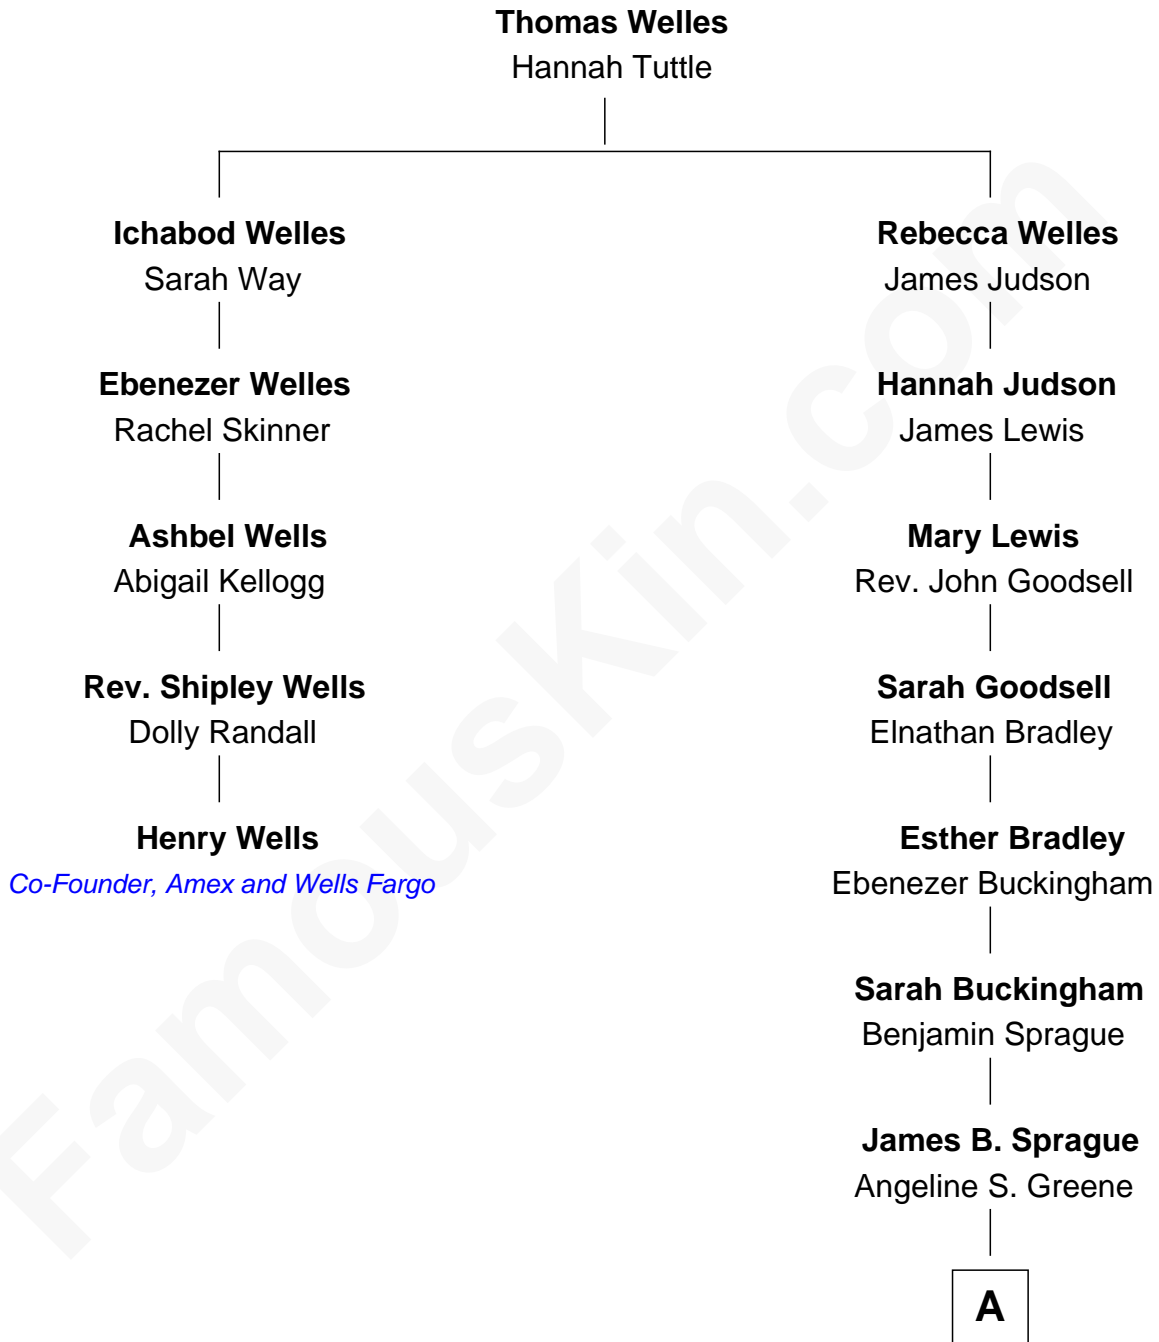 Thomas Welles
Hannah Tuttle
Ichabod Welles
Sarah Way
Rebecca Welles
James Judson
Ebenezer Welles
Rachel Skinner
Hannah Judson
James Lewis
Ashbel Wells
Abigail Kellogg
Mary Lewis
Rev. John Goodsell
Rev. Shipley Wells
Dolly Randall
Sarah Goodsell
Elnathan Bradley
Henry Wells
Co-Founder, Amex and Wells Fargo
Esther Bradley
Ebenezer Buckingham
Sarah Buckingham
Benjamin Sprague
James B. Sprague
Angeline S. Greene
A
FamousKin.com